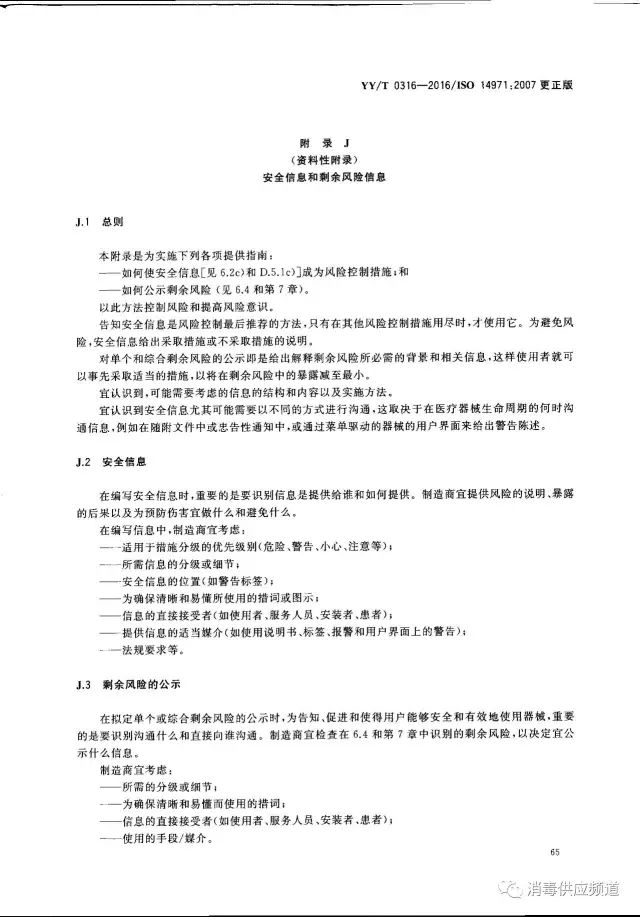 YY/T 0316—2016/ISO 14971:2007 更正版
附 录 J
(资料性附录)
安全信息和剩余风险信息
J.1 总则
本附录是为实施下列各项提供指南:
——如何使安全信息[见 6.2c)和 D.5.1c)]成为风险控制措施;和
——如何公示剩余风险 (见 6.4 和第 7 章)。
以此方法控制风险和提高风险意识。
告知安全信息是风险控制最后推荐的方法,只有在其他风险控制措施用尽时,才使用它。为避免风
险,安全信息给出采取措施或不采取措施的说明。
对单个和综合剩余风险的公示即是给出解释剩余风险所必需的背景和相关信息,这样使用者就可
以事先采取适当的措施,以将在剩余风险中的暴露减至最小。
宜认识到,可能需要考虑的信息的结构和内容以及实施方法。
宜认识到安全信息尤其可能需要以不同的方式进行沟通,这取决于在医疗器械生命周期的何时沟
通信息,例如在随附文件中或忠告性通知中,或通过菜单驱动的器械的用户界面来给出警告陈述。
J.2 安全信息
在编写安全信息时,重要的是要识别信息是提供给谁和如何提供。制造商宜提供风险的说明、暴露
的后果以及为预防伤害宜做什么和避免什么。
在编写信息中,制造商宜考虑:
——适用于措施分级的优先级别(危险、警告、小心、注意等);
——所需信息的分级或细节;
——安全信息的位置(如警告标签);
——为确保清晰和易懂所使用的措词或图示;
——信息的直接接受者(如使用者、服务人员、安装者、患者);
——提供信息的适当媒介(如使用说明书、标签、报警和用户界面上的警告);
——法规要求等。
J.3 剩余风险的公示
在拟定单个或综合剩余风险的公示时,为告知、促进和使得用户能够安全和有效地使用器械,重要
的是要识别沟通什么和直接向谁沟通。制造商宜检查在 6.4 和第 7 章中识别的剩余风险,以决定宜公
示什么信息。
制造商宜考虑:
——所需的分级或细节;
——为确保清晰和易懂而使用的措词;
——信息的直接接受者(如使用者、服务人员、安装者、患者);
——使用的手段/媒介。
65
消毒供应频道